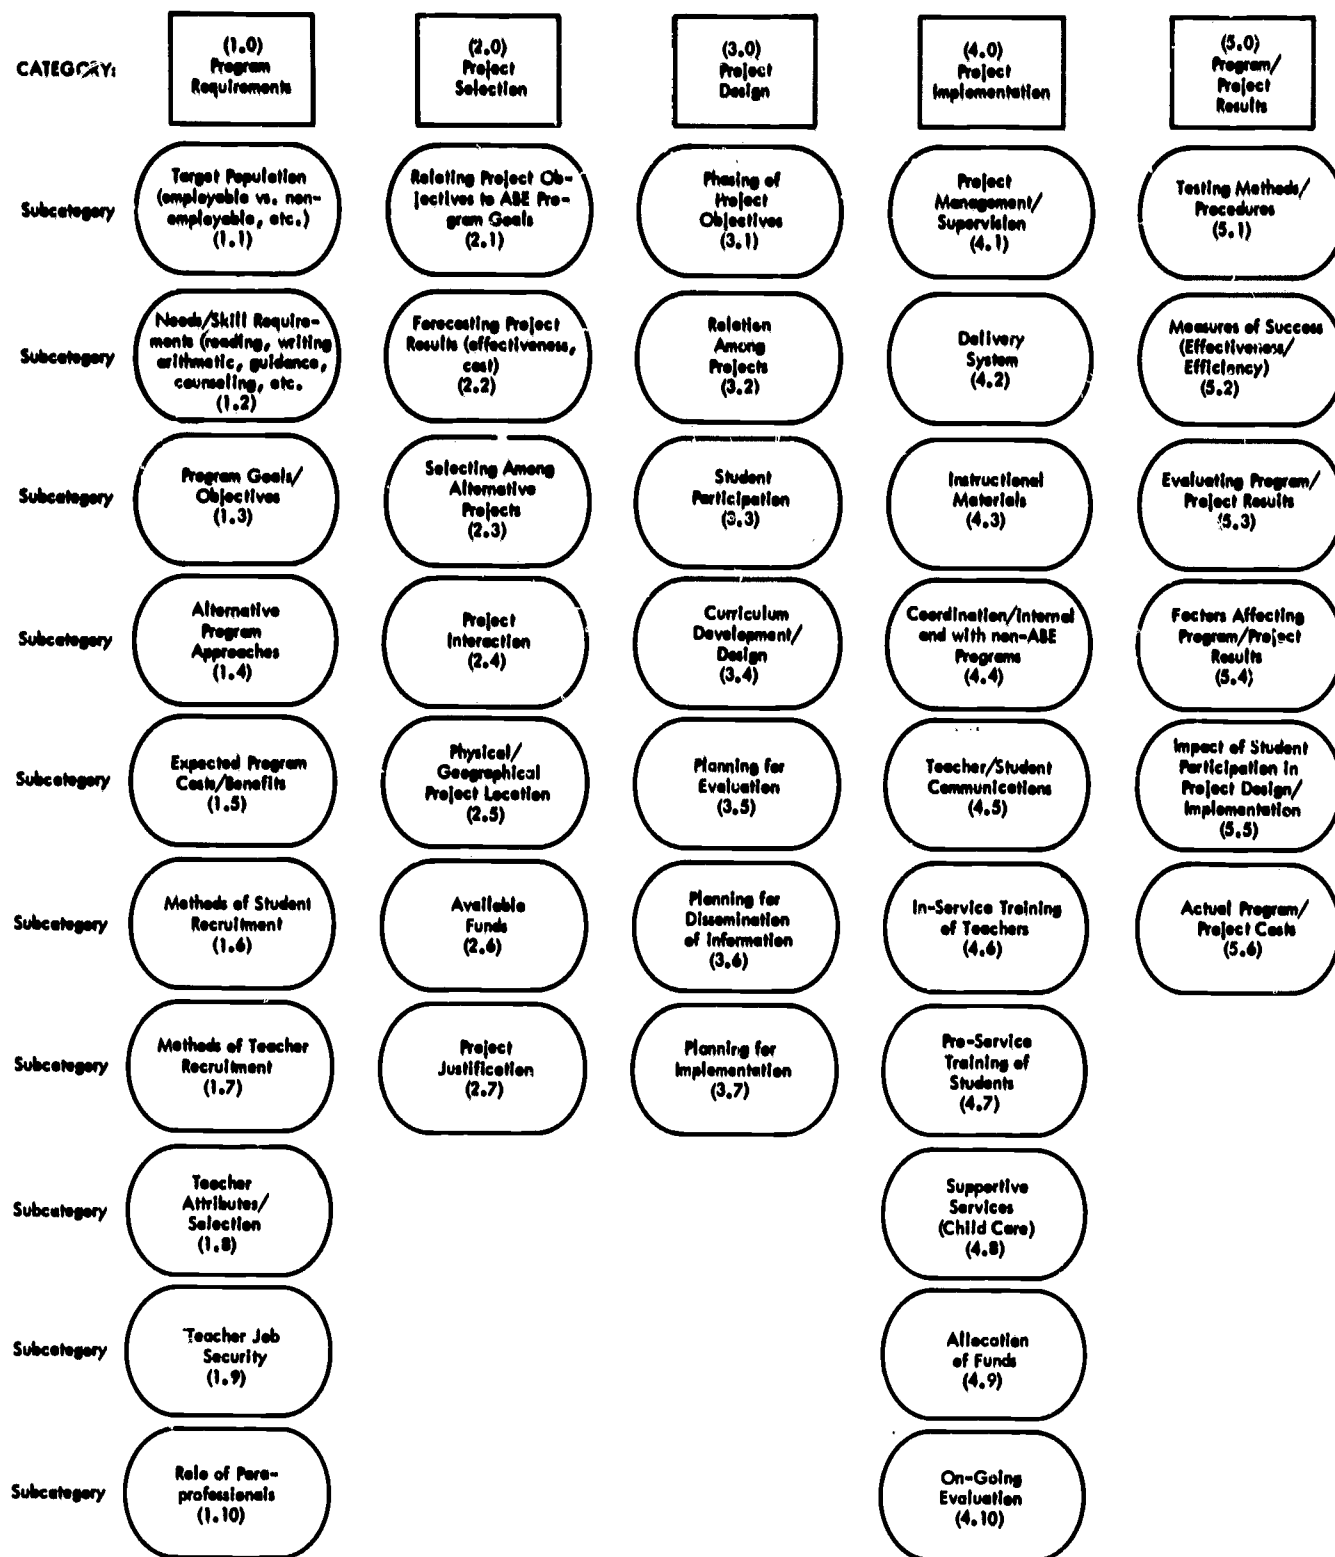 CATEGORY:
(1.0)
Program
Requirements
(2.0)
Project
Selection
(3.0)
Project
Design
(4.0)
Project
Implementation
(5.0)
Program/
Project
Results
Subcategory
Target Population
(employable vs. non-
employable, etc.)
(1.1)
Relating Project Ob-
jectives to ABE Pro-
gram Goals
(2.1)
Phasing of
Project
Objectives
(3.1)
Project
Management/
Supervision
(4.1)
Testing Methods/
Procedures
(5.1)
Subcategory
Needs/Skill Require-
ments (reading, writing
arithmetic, guidance,
counseling, etc.
(1.2)
Forecasting Project
Results (effectiveness,
cost)
(2.2)
Relation
Among
Projects
(3.2)
Delivery
System
(4.2)
Measures of Success
(Effectiveness/
Efficiency)
(5.2)
Subcategory
Program Goals/
Objectives
(1.3)
Selecting Among
Alternative
Projects
(2.3)
Student
Participation
(3.3)
Instructional
Materials
(4.3)
Evaluating Program/
Project Results
(5.3)
Subcategory
Alternative
Program
Approaches
(1.4)
Project
Interaction
(2.4)
Curriculum
Development/
Design
(3.4)
Coordination/Internal
and with non-ABE
Programs
(4.4)
Factors Affecting
Program/Project
Results
(5.4)
Subcategory
Expected Program
Costs/Benefits
(1.5)
Physical/
Geographical
Project Location
(2.5)
Planning for
Evaluation
(3.5)
Teacher/Student
Communications
(4.5)
Impact of Student
Participation in
Project Design/
Implementation
(5.5)
Subcategory
Methods of Student
Recruitment
(1.6)
Available
Funds
(2.6)
Planning for
Dissemination
of Information
(3.6)
In-Service Training
of Teachers
(4.6)
Actual Program/
Project Costs
(5.6)
Subcategory
Methods of Teacher
Recruitment
(1.7)
Project
Justification
(2.7)
Planning for
Implementation
(3.7)
Pre-Service
Training of
Students
(4.7)
Subcategory
Teacher
Attributes/
Selection
(1.8)
Supportive
Services
(Child Care)
(4.8)
Subcategory
Teacher Job
Security
(1.9)
Allocation
of Funds
(4.9)
Subcategory
Role of Para-
professionals
(1.10)
On-Going
Evaluation
(4.10)